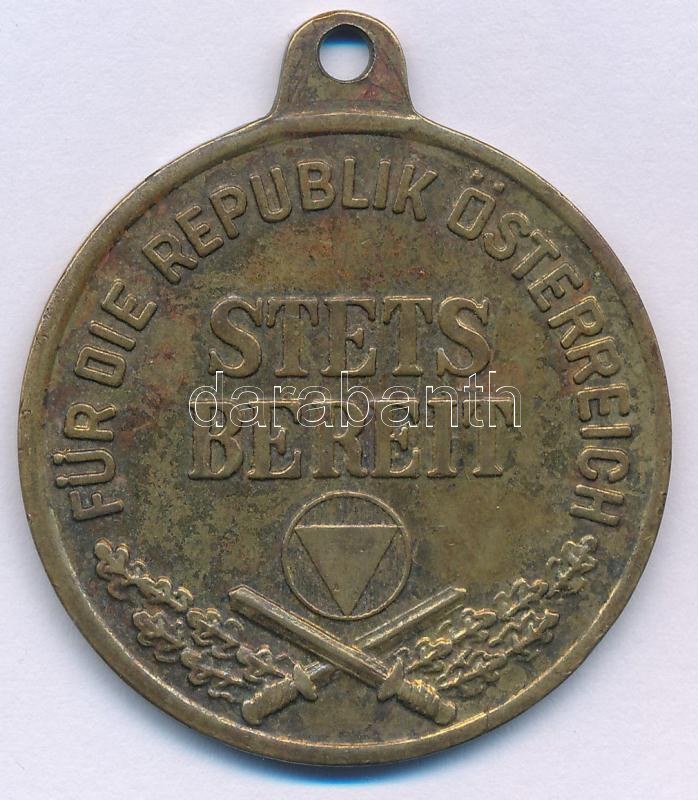 FÜR DIE REPUBLIK ÖSTERREICH
STETS
darabanth
BEREIT